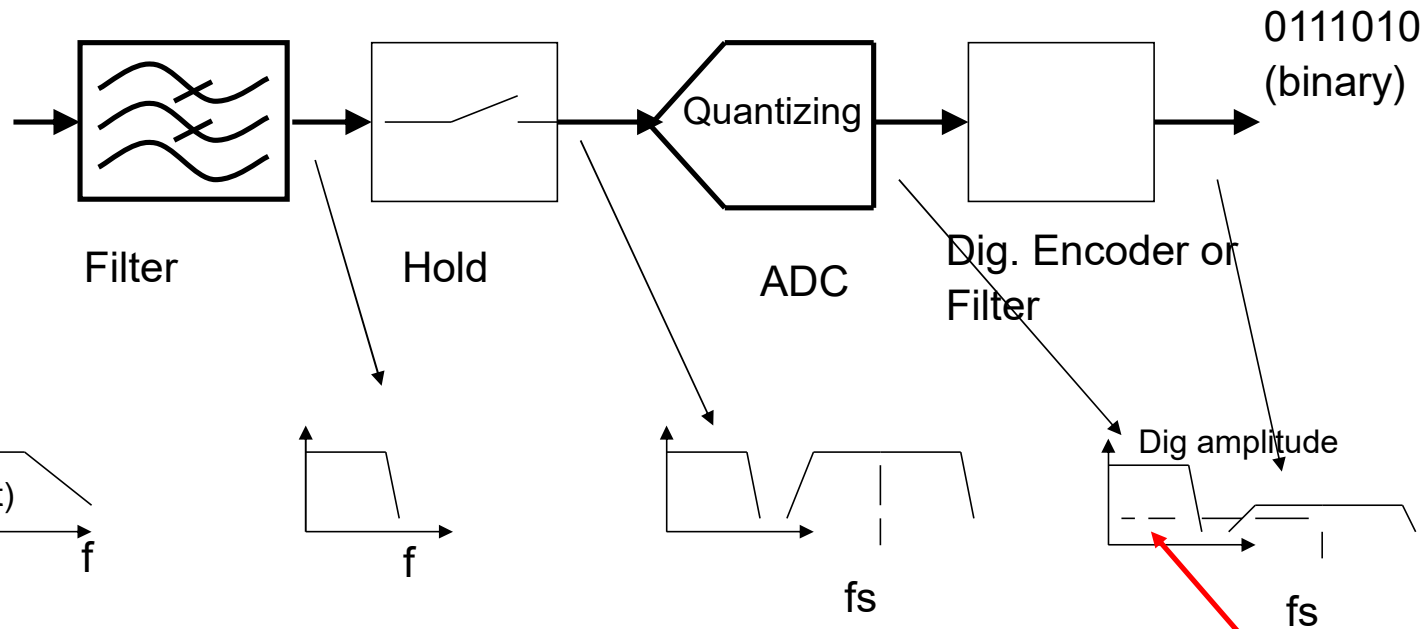 0111010
(binary)
Quantizing
Filter
Hold
ADC
Dig. Encoder or
Filter
Dig amplitude
t)
f
f
fs
fs